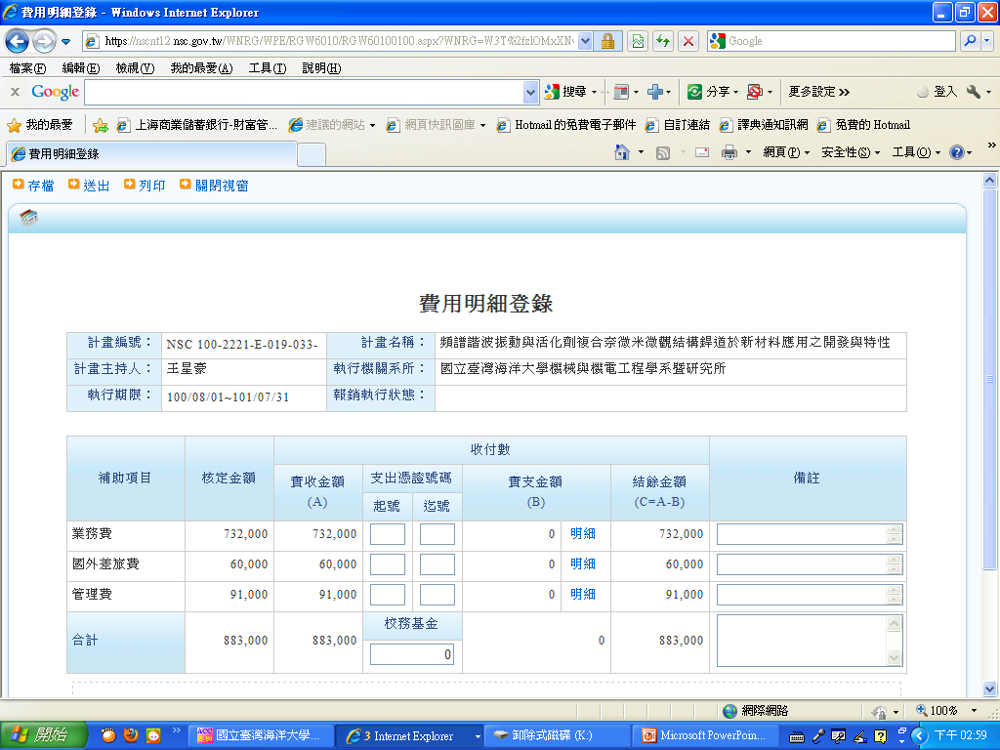 費用明細登錄 - Windows Internet Explorer
https://nscnt12.nsc.gov.tw/WNRG/WPE/RGW6010/RGW60100100.aspx?WNRG=W3T%2fzlOMxXN
Google
檔案(F) 編輯(E) 檢視(V) 我的最愛(A) 工具(T) 說明(H)
x Google 搜尋 分享 更多設定 >> 登入
我的最愛 上海商業儲蓄銀行-財富管... 建議的網站 網頁快訊圖庫 Hotmail 的免費電子郵件 自訂連結 譯典通知訊網 免費的 Hotmail
費用明細登錄 網頁(P) 安全性(S) 工具(O) >>
存檔 送出 列印 關閉視窗
費用明細登錄
計畫編號： NSC 100-2221-E-019-033- 計畫名稱： 頻譜諧波振動與活化劑複合奈微米微觀結構銲道於新材料應用之開發與特性
計畫主持人： 王星豪 執行機關系所： 國立臺灣海洋大學機械與機電工程學系暨研究所
執行期限： 100/08/01~101/07/31 報銷執行狀態：
補助項目 核定金額 收付數 備註
實收金額 (A) 支出憑證號碼 實支金額 (B) 結餘金額 (C=A-B)
起號 迄號
業務費 732,000 732,000 0 明細 732,000
國外差旅費 60,000 60,000 0 明細 60,000
管理費 91,000 91,000 0 明細 91,000
合計 883,000 883,000 校務基金 0 0 883,000
網際網路 100%
開始 >> 國立臺灣海洋大學... 3 Internet Explorer 卸除式磁碟 (K:) Microsoft PowerPoin... 下午 02:59